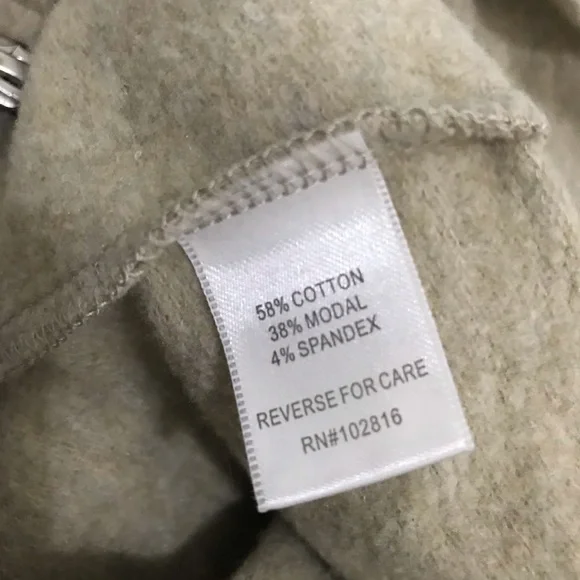 58% COTTON
38% MODAL
4% SPANDEX
REVERSE FOR CARE
RN#102816